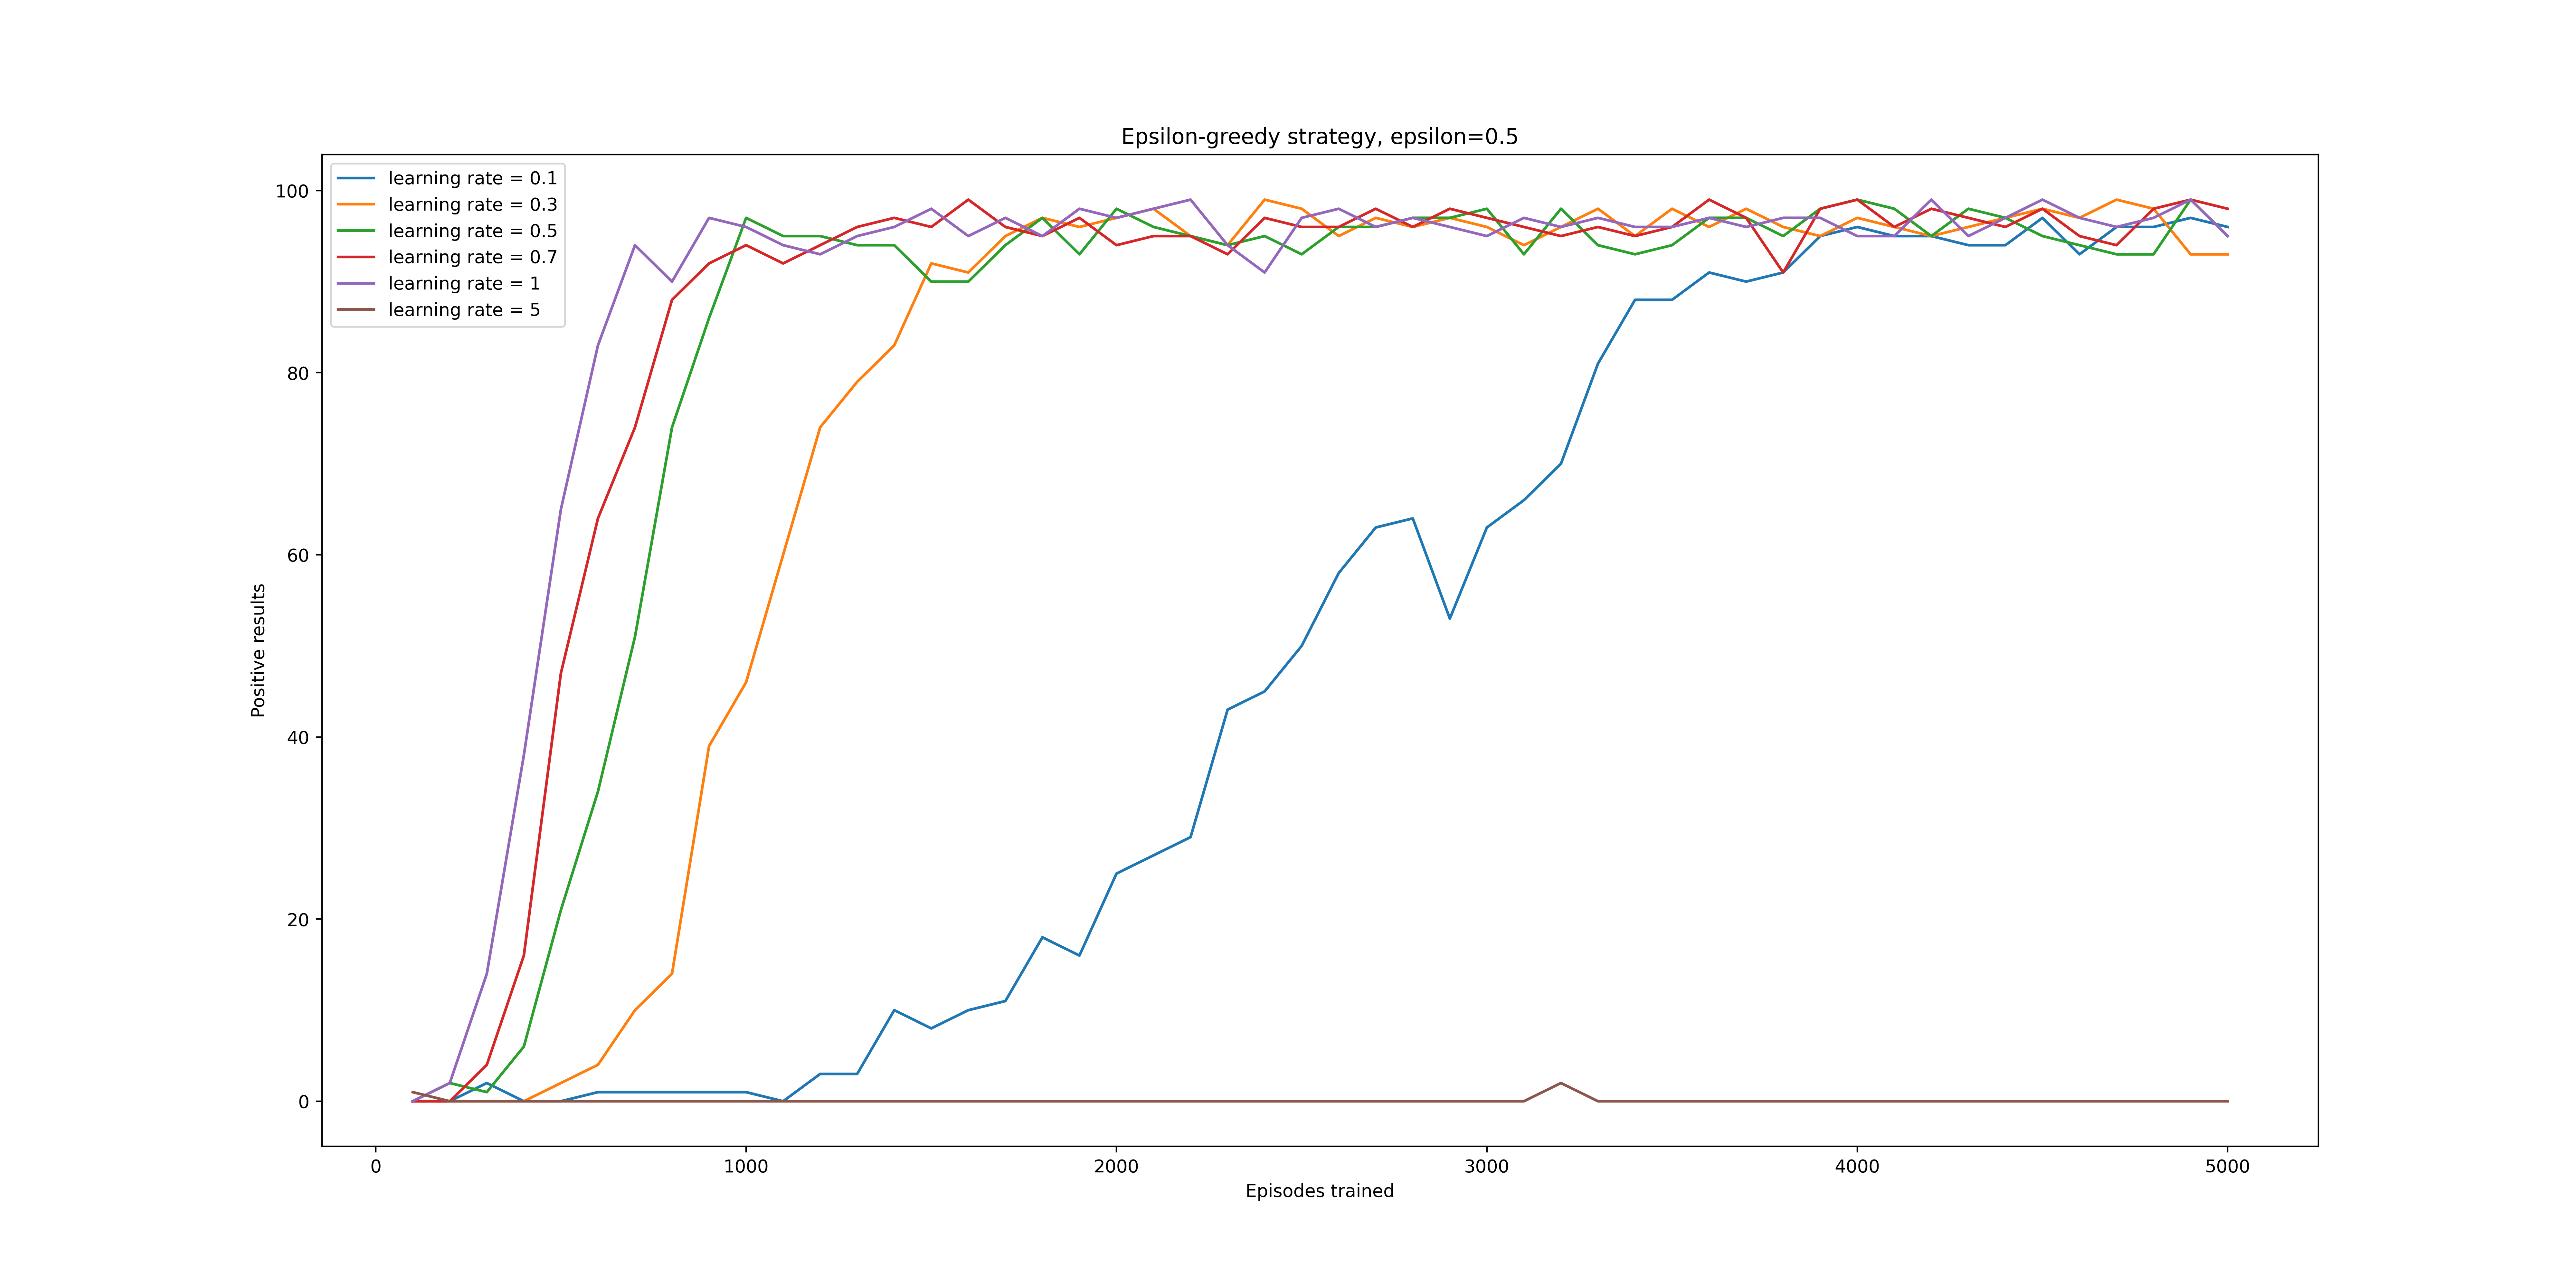 Epsilon-greedy strategy, epsilon=0.5
learning rate = 0.1
learning rate = 0.3
learning rate = 0.5
learning rate = 0.7
learning rate = 1
learning rate = 5
100
80
60
40
20
0
Positive results
0 1000 2000 3000 4000 5000
Episodes trained